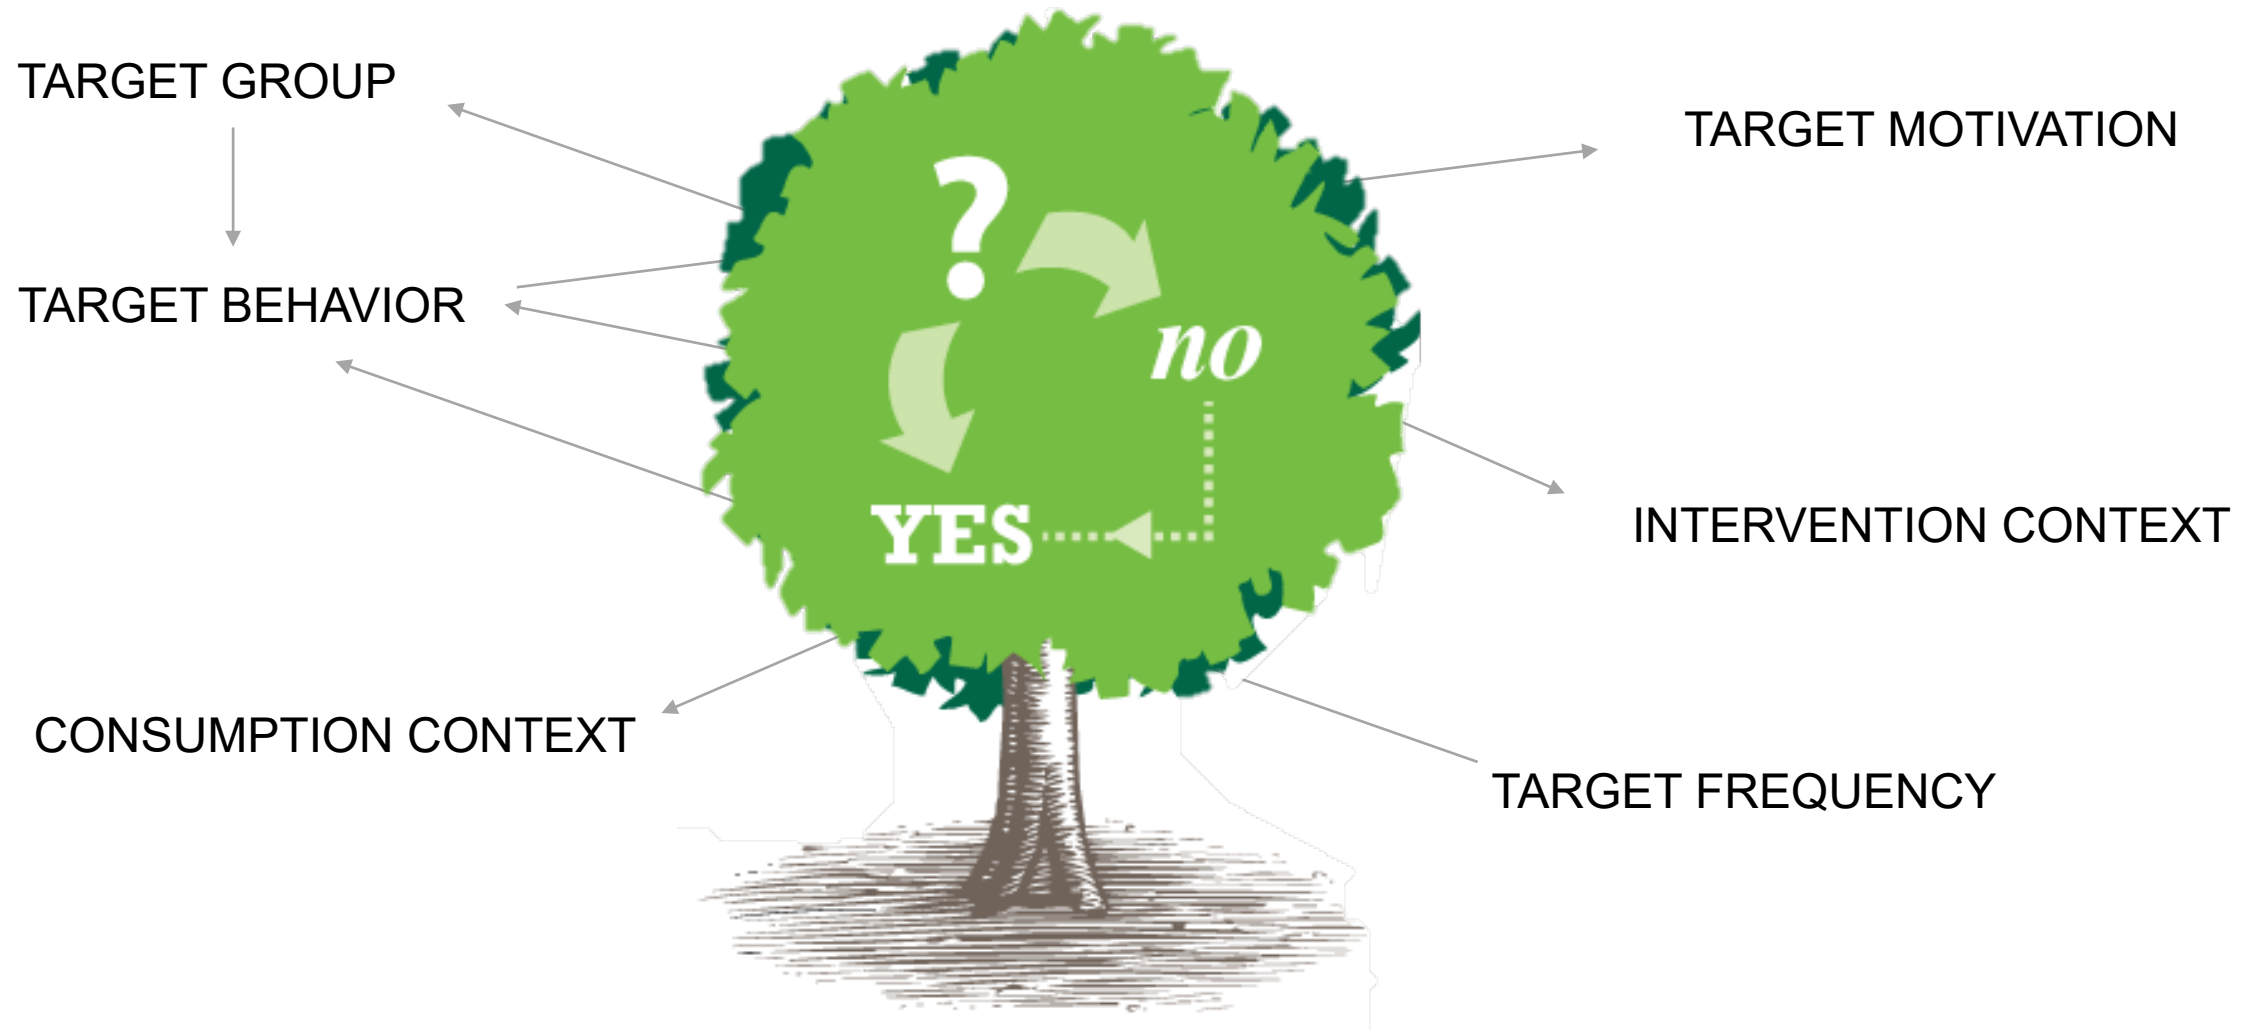 TARGET GROUP
TARGET MOTIVATION
?
TARGET BEHAVIOR
no
YES
INTERVENTION CONTEXT
CONSUMPTION CONTEXT
TARGET FREQUENCY